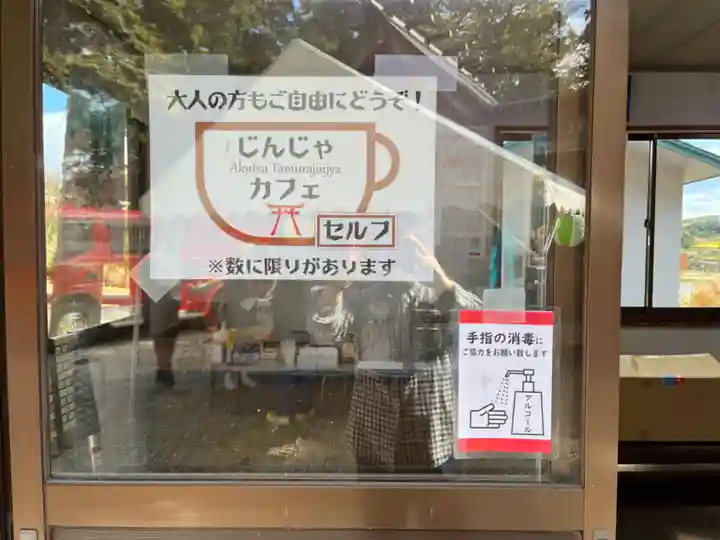 大人の方もご自由にどうぞ！
じんじゃ
Akutsu Tamurajinjya
カフェ
セルフ
※数に限りがあります
手指の消毒に
ご協力をお願い致します
アルコール